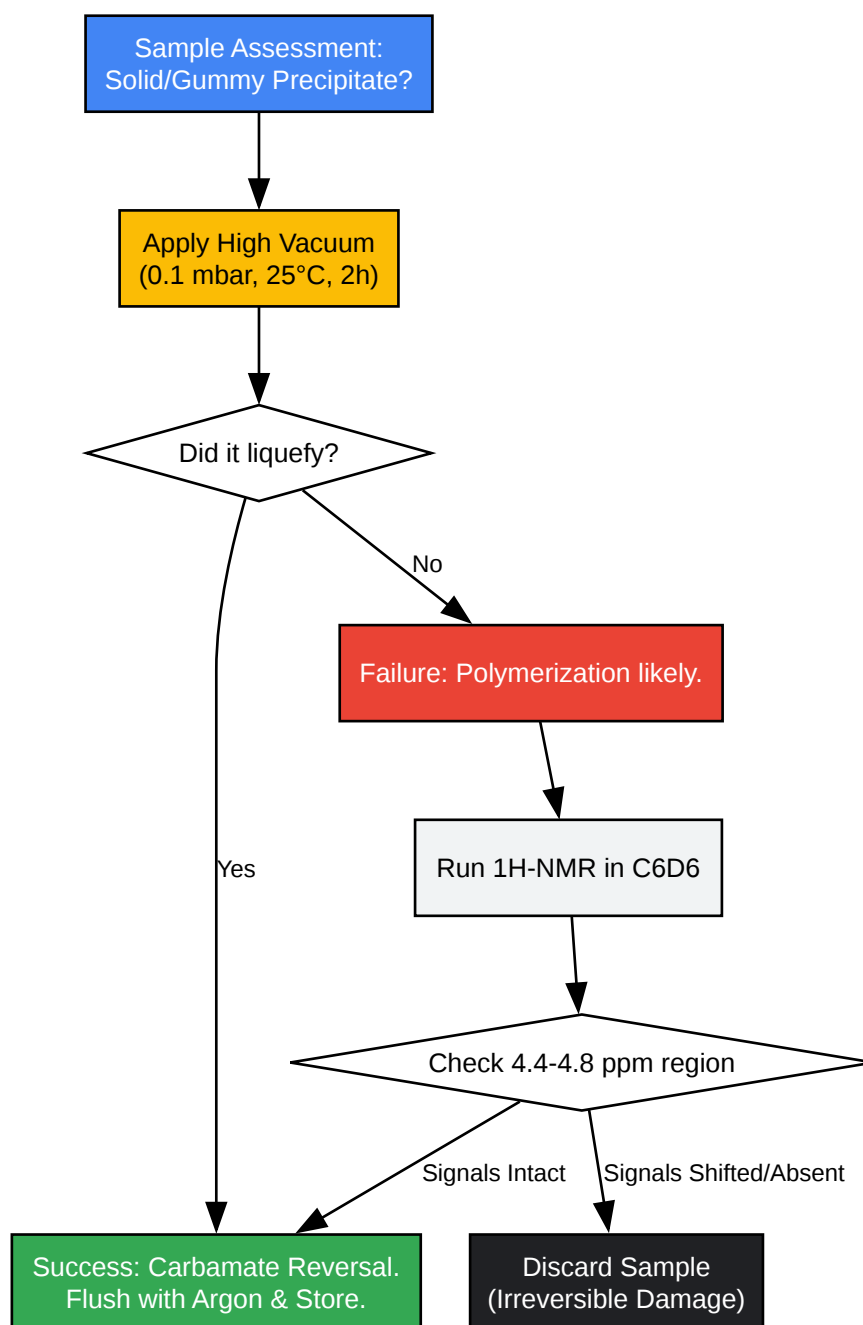 Sample Assessment:
Solid/Gummy Precipitate?
Apply High Vacuum
(0.1 mbar, 25°C, 2h)
Did it liquefy?
No
Failure: Polymerization likely.
Yes
Run 1H-NMR in C6D6
Check 4.4-4.8 ppm region
Signals Intact
Signals Shifted/Absent
Success: Carbamate Reversal.
Flush with Argon & Store.
Discard Sample
(Irreversible Damage)